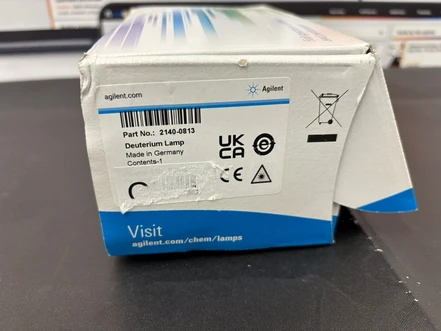 agilent.com
Agilent
Part No.: 2140-0813
Deuterium Lamp
Made in Germany
Contents-1
UK
CA
CE
Visit
agilent.com/chem/lamps